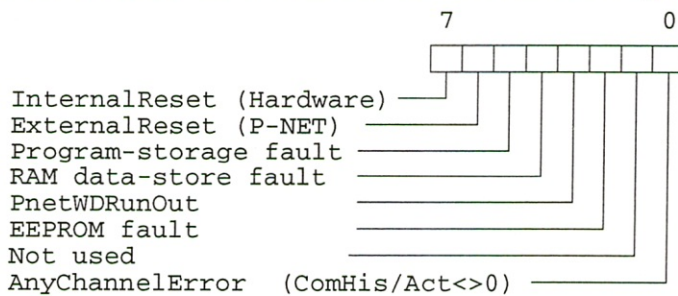 7 0
InternalReset (Hardware)
ExternalReset (P-NET)
Program-storage fault
RAM data-store fault
PnetWDRunOut
EEPROM fault
Not used
AnyChannelError (ComHis/Act<>0)